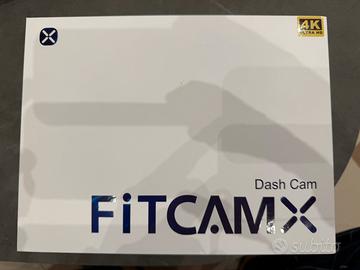 4K
ULTRA HD
Dash Cam
FiTCAMX
subito